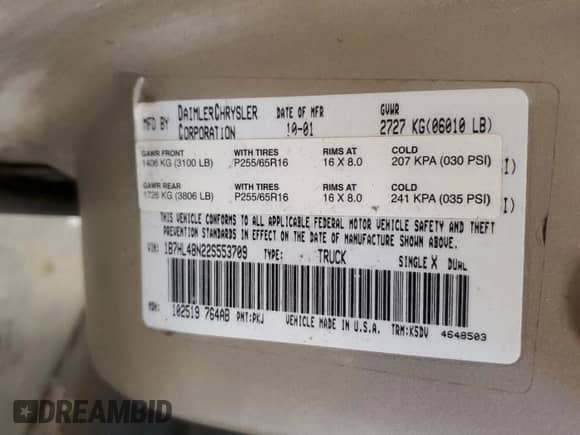 MFD BY DAIMLERCHRYSLER CORPORATION DATE OF MFR 10-01 GVWR 2727 KG(06010 LB)
GAWR FRONT WITH TIRES RIMS AT COLD
1406 KG (3100 LB) P255/65R16 16 X 8.0 207 KPA (030 PSI)
GAWR REAR WITH TIRES RIMS AT COLD
1726 KG (3806 LB) P255/65R16 16 X 8.0 241 KPA (035 PSI)
THIS VEHICLE CONFORMS TO ALL APPLICABLE FEDERAL MOTOR VEHICLE SAFETY AND THEFT
PREVENTION STANDARDS IN EFFECT ON THE DATE OF MANUFACTURE SHOWN ABOVE.
VIN: 1B7HL48N22S553709 TYPE: TRUCK SINGLE X DUAL
MDH: 102519 764AB PNT:PKJ VEHICLE MADE IN U.S.A. TRM:K5DV 4648503
DREAMBID